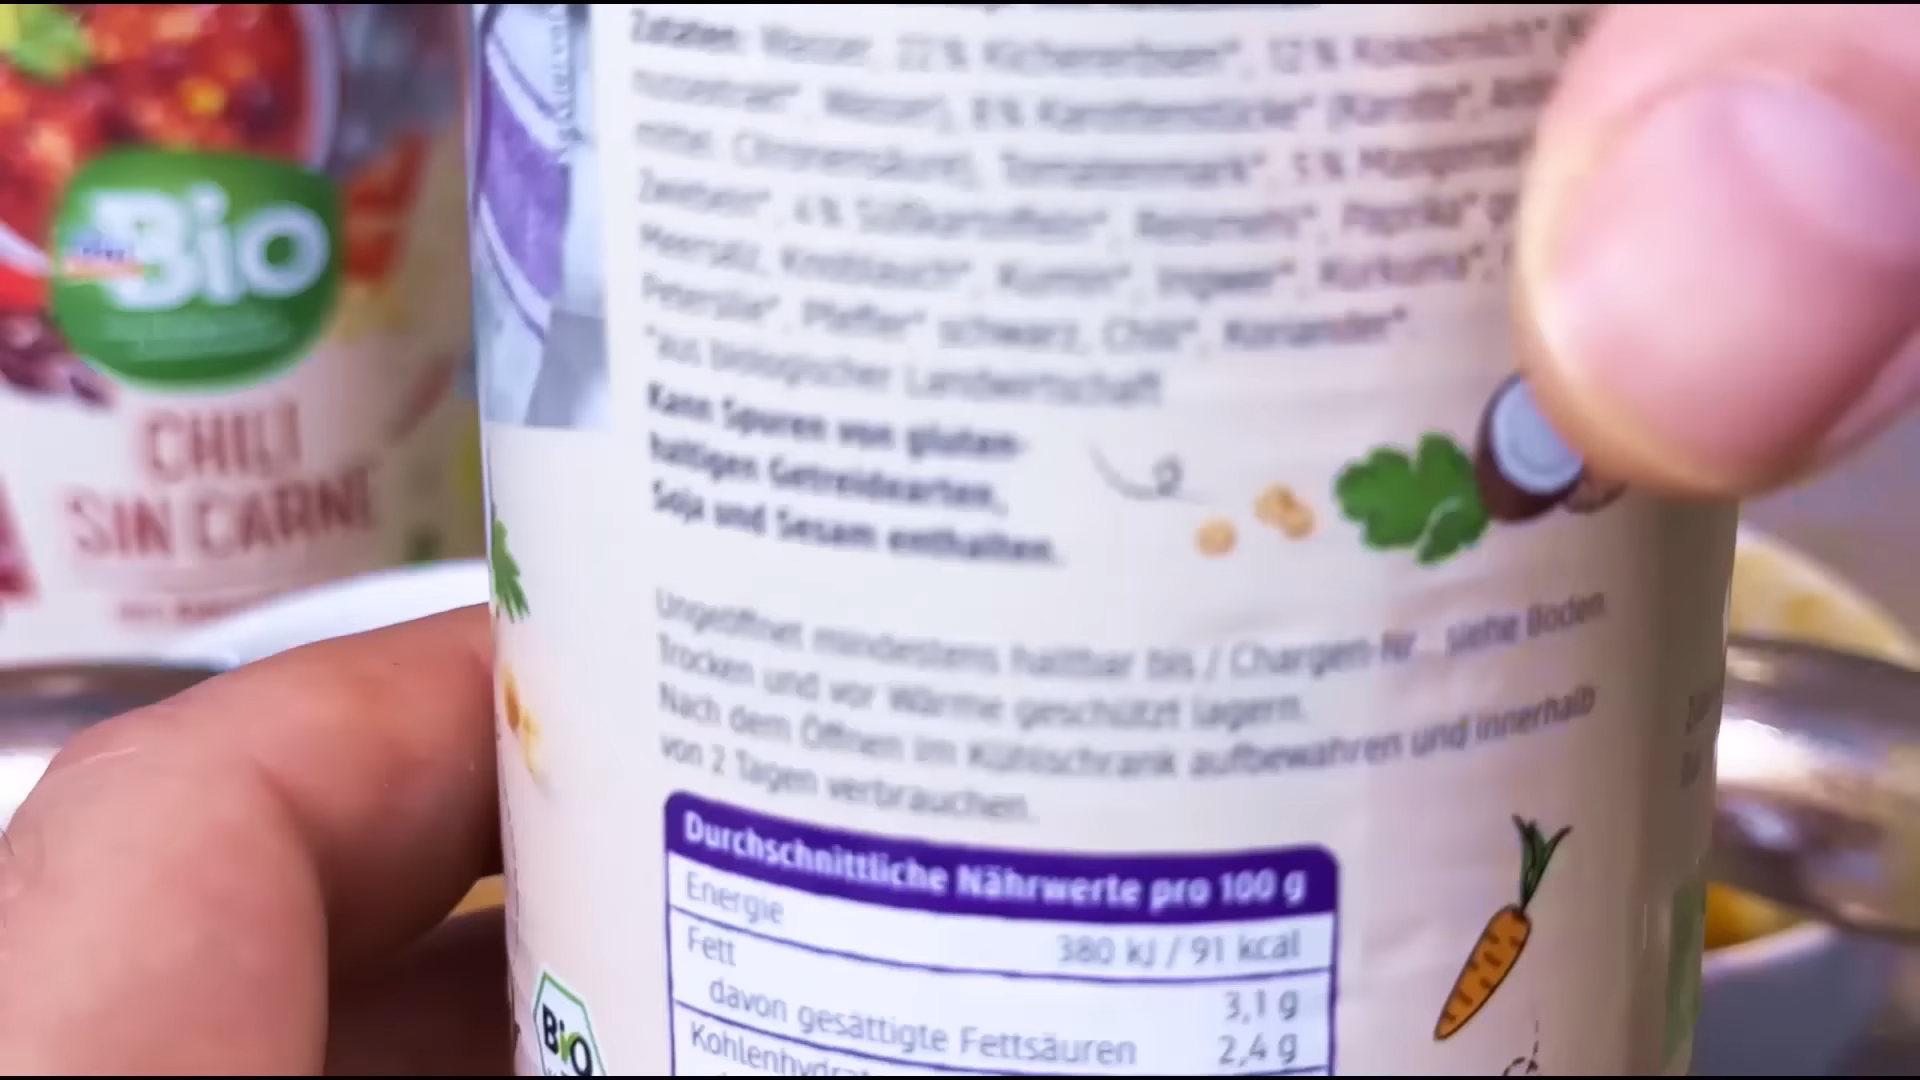 Bio
CHILI
SIN CARNE
Zutaten: Wasser, 22 % Kichererbsen*, 12 % Kokosmilch*
Wasser), 8 % Karottenstücke* (Karotte*,
mittel: Citronensäure), Tomatenmark*, 5 %
Zwiebeln*, 4 % Süßkartoffeln*, Reismehl*, Paprika*
Meersalz, Knoblauch*, Kumin*, Ingwer*, Kurkuma*,
Petersilie*, Pfeffer* schwarz, Chili*, Koriander*
*aus biologischer Landwirtschaft
Kann Spuren von gluten-
haltigen Getreidearten,
Soja und Sesam enthalten.
Ungeöffnet mindestens haltbar bis / Chargen-Nr.: siehe Boden
Trocken und vor Wärme geschützt lagern.
Nach dem Öffnen im Kühlschrank aufbewahren und innerhalb
von 2 Tagen verbrauchen.
Durchschnittliche Nährwerte pro 100 g
Energie 380 kJ / 91 kcal
Fett 3,1 g
davon gesättigte Fettsäuren 2,4 g
BiO